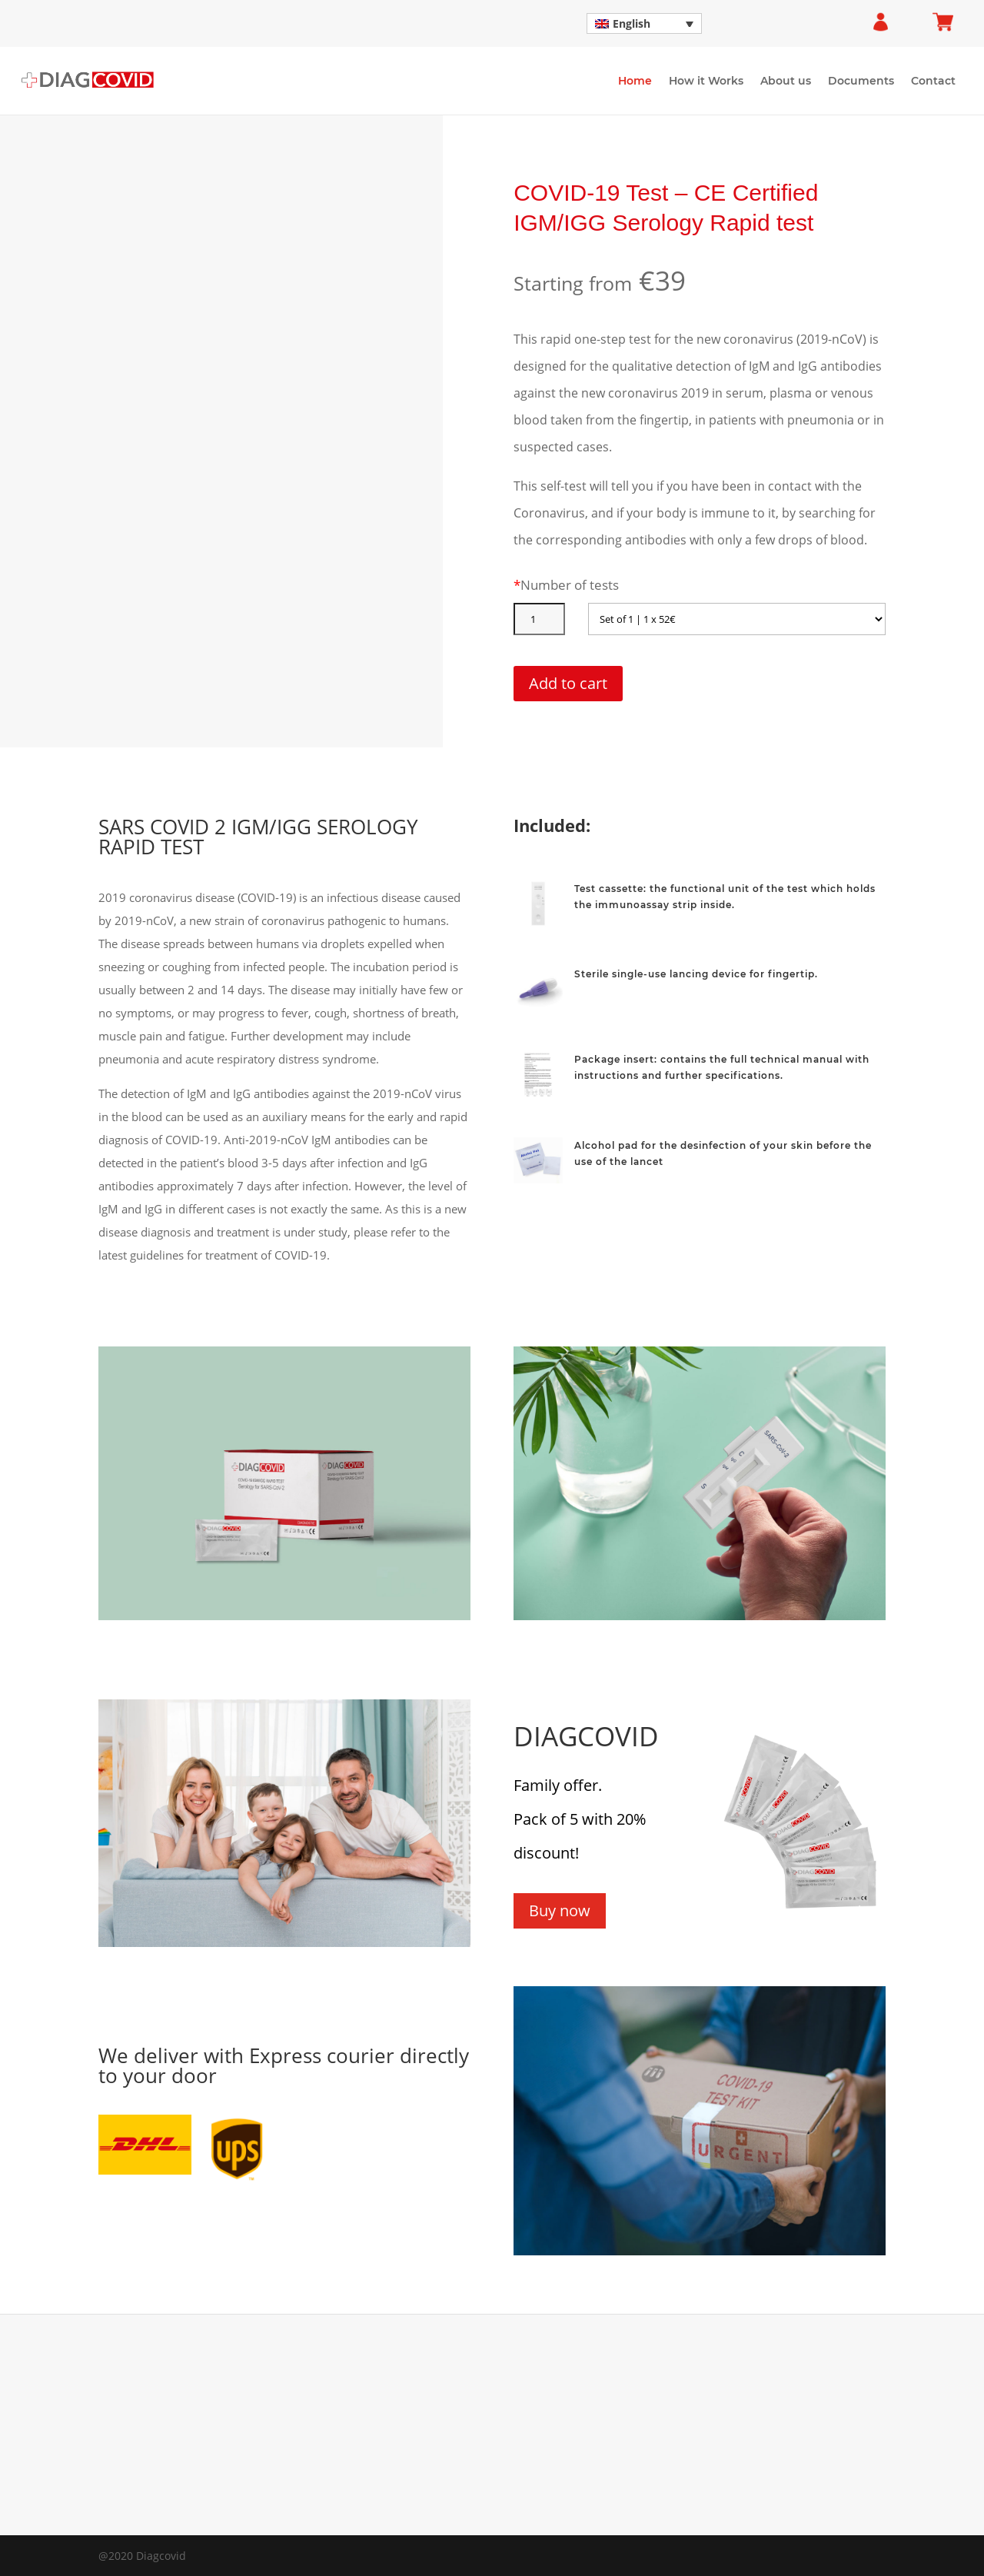 English
DIAGCOVID
Home How it Works About us Documents Contact
COVID-19 Test – CE Certified
IGM/IGG Serology Rapid test
Starting from €39
This rapid one-step test for the new coronavirus (2019-nCoV) is
designed for the qualitative detection of IgM and IgG antibodies
against the new coronavirus 2019 in serum, plasma or venous
blood taken from the fingertip, in patients with pneumonia or in
suspected cases.
This self-test will tell you if you have been in contact with the
Coronavirus, and if your body is immune to it, by searching for
the corresponding antibodies with only a few drops of blood.
*Number of tests
1
Set of 1 | 1 x 52€
Add to cart
SARS COVID 2 IGM/IGG SEROLOGY
RAPID TEST
2019 coronavirus disease (COVID-19) is an infectious disease caused
by 2019-nCoV, a new strain of coronavirus pathogenic to humans.
The disease spreads between humans via droplets expelled when
sneezing or coughing from infected people. The incubation period is
usually between 2 and 14 days. The disease may initially have few or
no symptoms, or may progress to fever, cough, shortness of breath,
muscle pain and fatigue. Further development may include
pneumonia and acute respiratory distress syndrome.
The detection of IgM and IgG antibodies against the 2019-nCoV virus
in the blood can be used as an auxiliary means for the early and rapid
diagnosis of COVID-19. Anti-2019-nCoV IgM antibodies can be
detected in the patient’s blood 3-5 days after infection and IgG
antibodies approximately 7 days after infection. However, the level of
IgM and IgG in different cases is not exactly the same. As this is a new
disease diagnosis and treatment is under study, please refer to the
latest guidelines for treatment of COVID-19.
Included:
Test cassette: the functional unit of the test which holds
the immunoassay strip inside.
Sterile single-use lancing device for fingertip.
Package insert: contains the full technical manual with
instructions and further specifications.
Alcohol pad for the desinfection of your skin before the
use of the lancet
DIAGCOVID
DIAGCOVID
Serology for SARS-CoV-2
DIAGCOVID
SARS-CoV-2
C
S
DIAGCOVID
Family offer.
Pack of 5 with 20%
discount!
Buy now
DIAGCOVID
DIAGCOVID
We deliver with Express courier directly
to your door
DHL
ups
COVID-19
TEST KIT
URGENT
@2020 Diagcovid